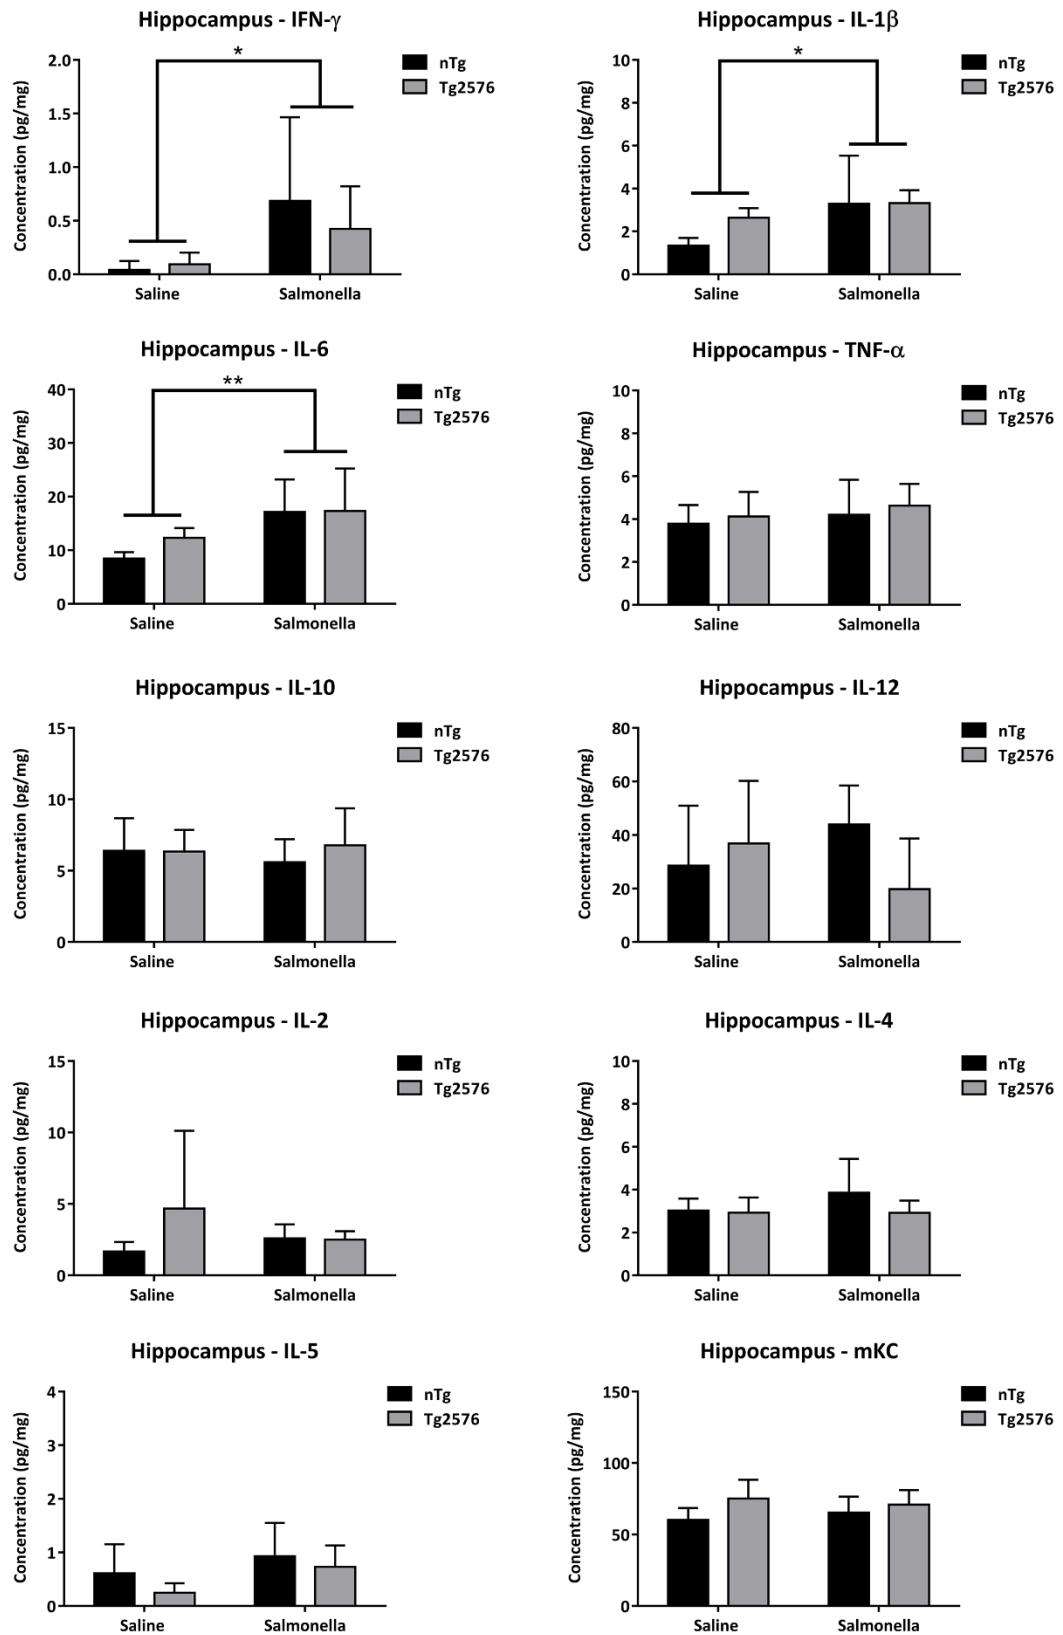 Hippocampus - IFN-γ
Concentration (pg/mg)
2.0
1.5
1.0
0.5
0.0
*
Saline
Salmonella
nTg
Tg2576
Hippocampus - IL-1β
Concentration (pg/mg)
10
8
6
4
2
0
*
Saline
Salmonella
nTg
Tg2576
Hippocampus - IL-6
Concentration (pg/mg)
40
30
20
10
0
**
Saline
Salmonella
nTg
Tg2576
Hippocampus - TNF-α
Concentration (pg/mg)
10
8
6
4
2
0
Saline
Salmonella
nTg
Tg2576
Hippocampus - IL-10
Concentration (pg/mg)
15
10
5
0
Saline
Salmonella
nTg
Tg2576
Hippocampus - IL-12
Concentration (pg/mg)
80
60
40
20
0
Saline
Salmonella
nTg
Tg2576
Hippocampus - IL-2
Concentration (pg/mg)
15
10
5
0
Saline
Salmonella
nTg
Tg2576
Hippocampus - IL-4
Concentration (pg/mg)
10
8
6
4
2
0
Saline
Salmonella
nTg
Tg2576
Hippocampus - IL-5
Concentration (pg/mg)
4
3
2
1
0
Saline
Salmonella
nTg
Tg2576
Hippocampus - mKC
Concentration (pg/mg)
150
100
50
0
Saline
Salmonella
nTg
Tg2576